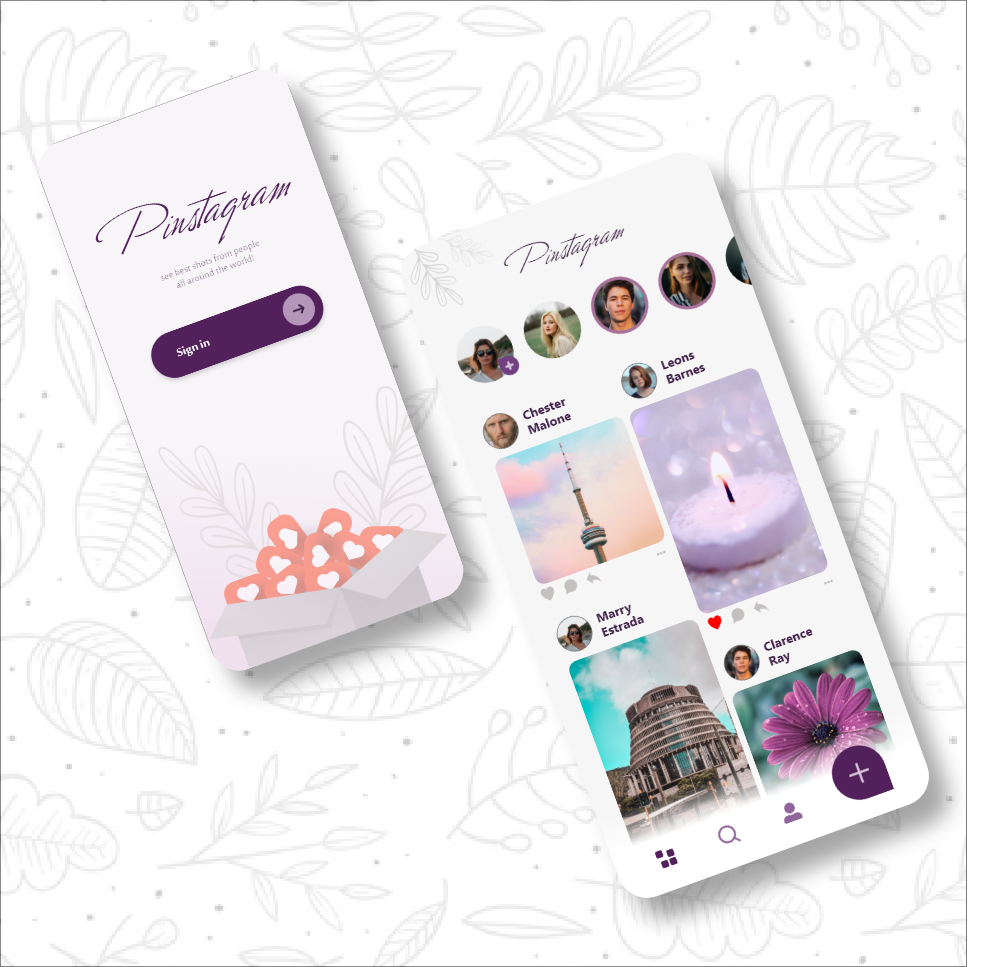 Pinstagram
see best shots from people
all around the world!
Sign in
Pinstagram
Leons
Barnes
Chester
Malone
Marry
Estrada
Clarence
Ray